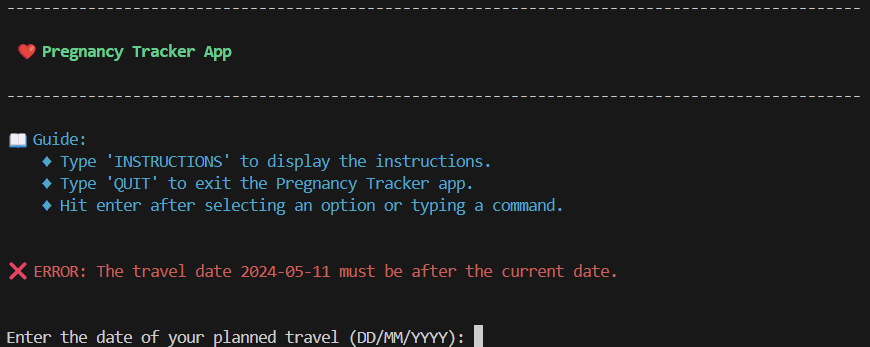 -----------------------------------------------------------------------------------------------
❤️ Pregnancy Tracker App
-----------------------------------------------------------------------------------------------
📖 Guide:
♦ Type 'INSTRUCTIONS' to display the instructions.
♦ Type 'QUIT' to exit the Pregnancy Tracker app.
♦ Hit enter after selecting an option or typing a command.
❌ ERROR: The travel date 2024-05-11 must be after the current date.
Enter the date of your planned travel (DD/MM/YYYY):